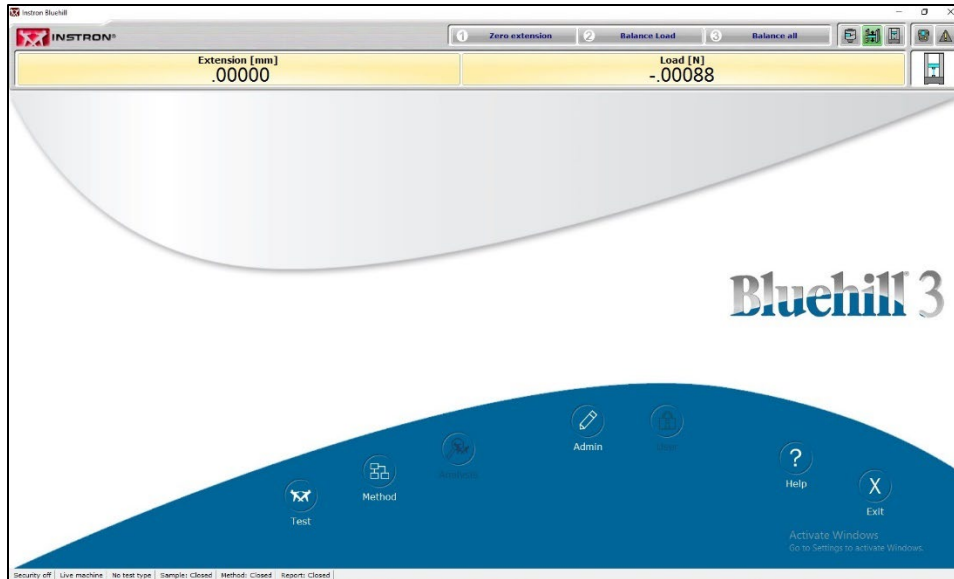 Instron Bluehill
INSTRON®
1 Zero extension 2 Balance Load 3 Balance all
Extension [mm]
.00000
Load [N]
-.00088
Bluehill 3
Admin
User
Method
Analysis
Test
? Help
X Exit
Activate Windows
Go to Settings to activate Windows.
Security off Live machine No test type Sample: Closed Method: Closed Report: Closed